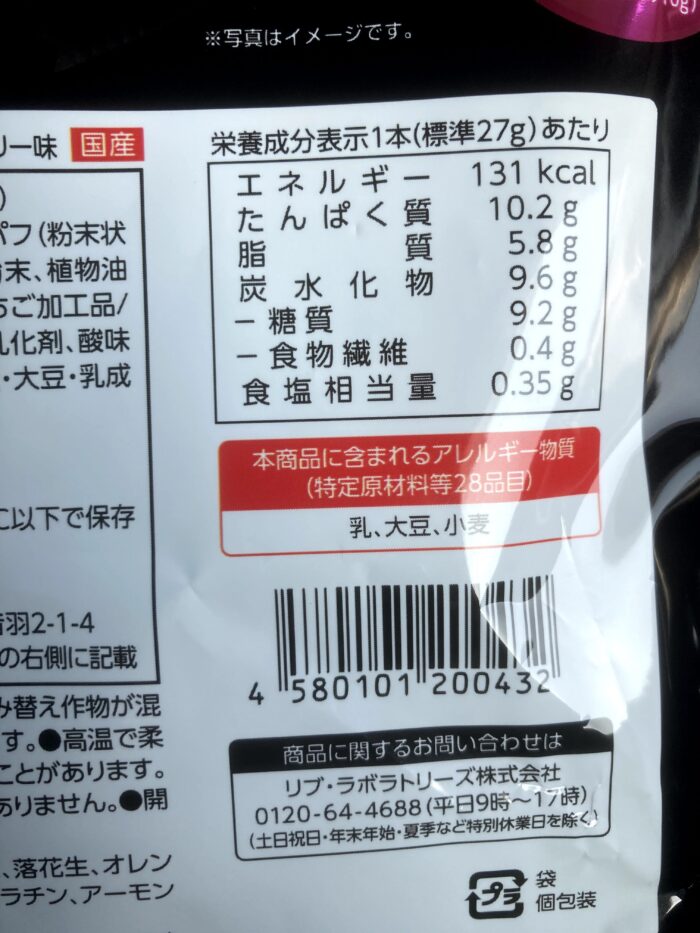 10g)
※写真はイメージです。
リー味 国産
)
パフ(粉末状
粉末、植物油
ちご加工品/
乳化剤、酸味
・大豆・乳成
に以下で保存
音羽2-1-4
の右側に記載
み替え作物が混
す。●高温で柔
ことがあります。
ありません。●開
、落花生、オレン
ラチン、アーモン
栄養成分表示1本(標準27g)あたり
エネルギー 131 kcal
たんぱく質 10.2 g
脂質 5.8 g
炭水化物 9.6 g
－糖質 9.2 g
－食物繊維 0.4 g
食塩相当量 0.35 g
本商品に含まれるアレルギー物質
(特定原材料等28品目)
乳、大豆、小麦
4 580101 200432
商品に関するお問い合わせは
リブ・ラボラトリーズ株式会社
0120-64-4688(平日9時～17時)
(土日祝日・年末年始・夏季など特別休業日を除く)
プラ
袋
個包装